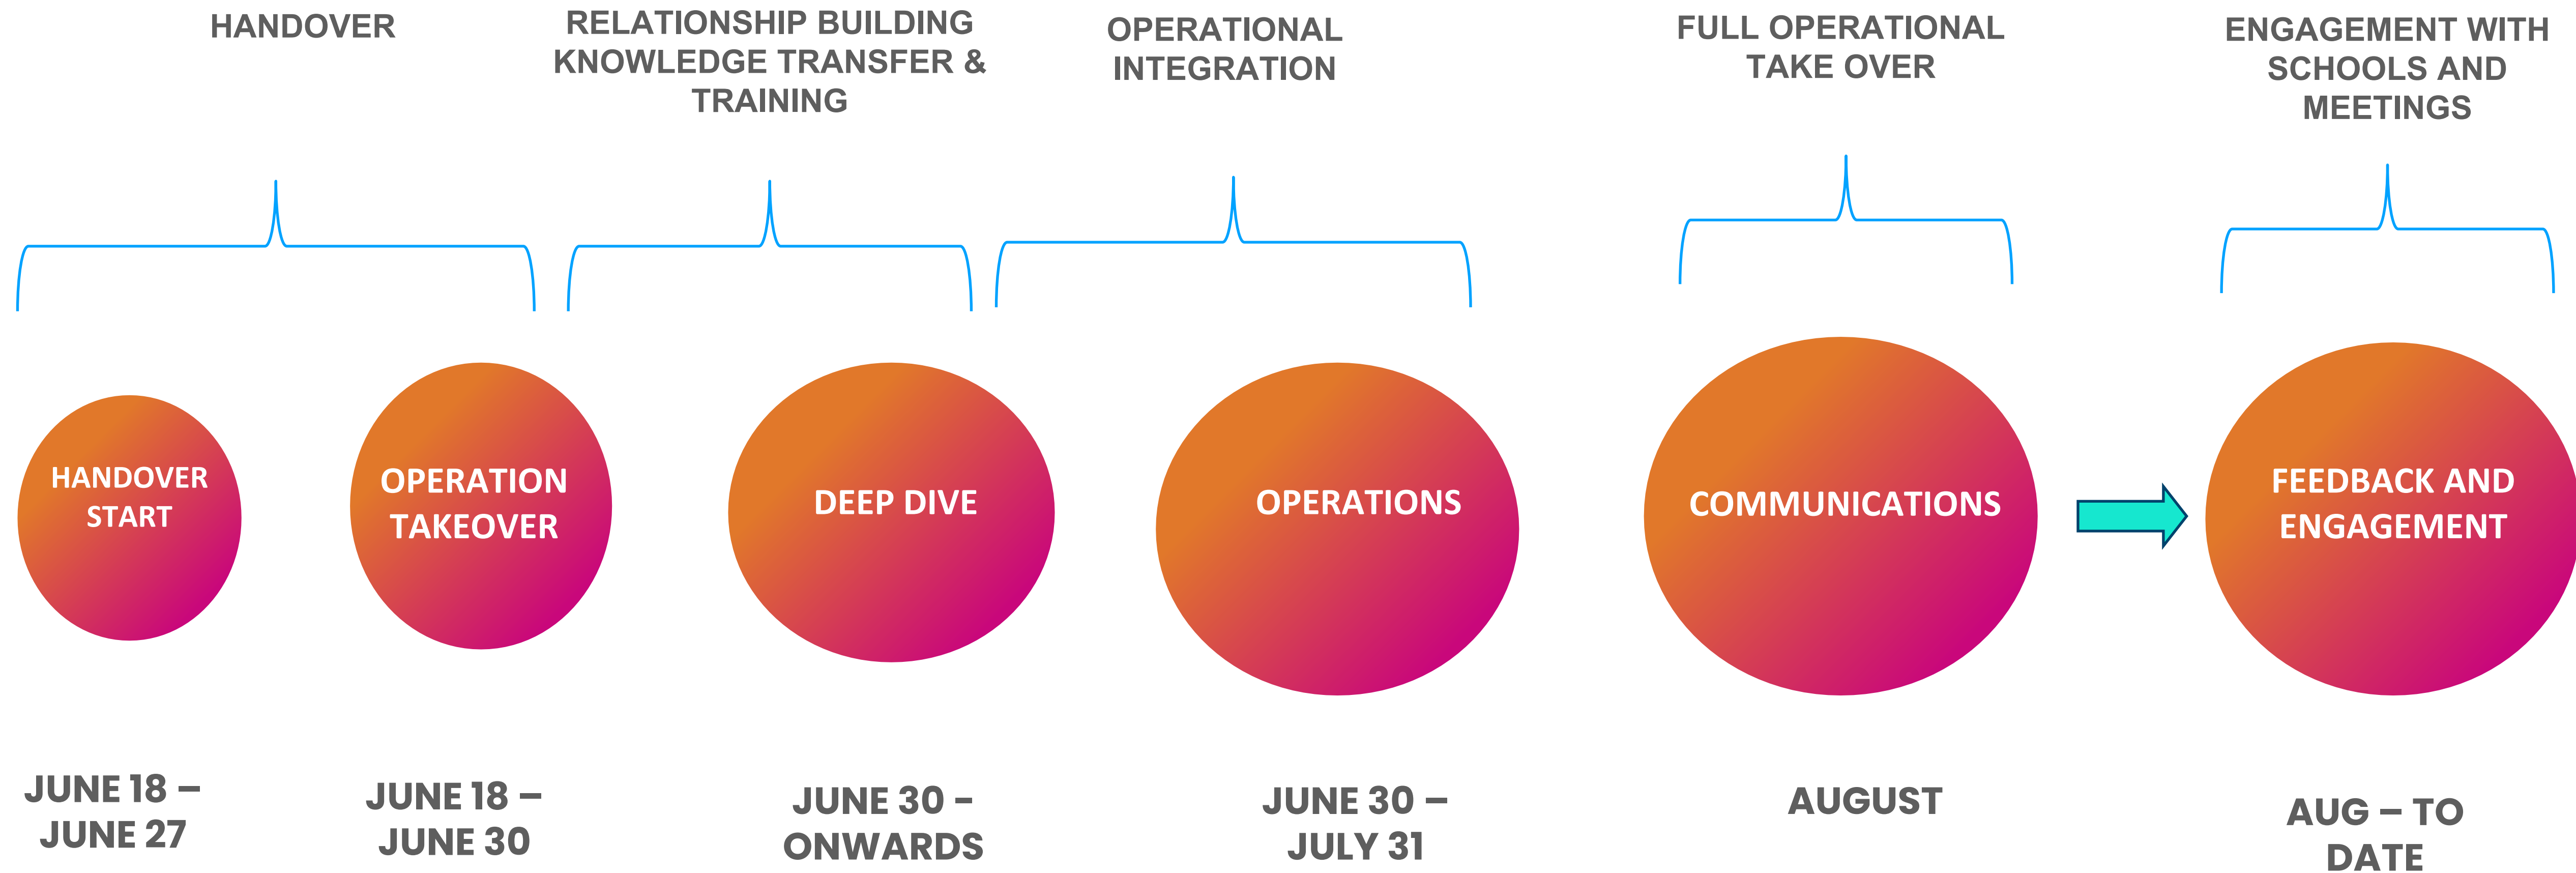 HANDOVER
RELATIONSHIP BUILDING
KNOWLEDGE TRANSFER &
TRAINING
OPERATIONAL
INTEGRATION
FULL OPERATIONAL
TAKE OVER
ENGAGEMENT WITH
SCHOOLS AND
MEETINGS
HANDOVER
START
OPERATION
TAKEOVER
DEEP DIVE
OPERATIONS
COMMUNICATIONS
FEEDBACK AND
ENGAGEMENT
JUNE 18 –
JUNE 27
JUNE 18 –
JUNE 30
JUNE 30 –
ONWARDS
JUNE 30 –
JULY 31
AUGUST
AUG – TO
DATE